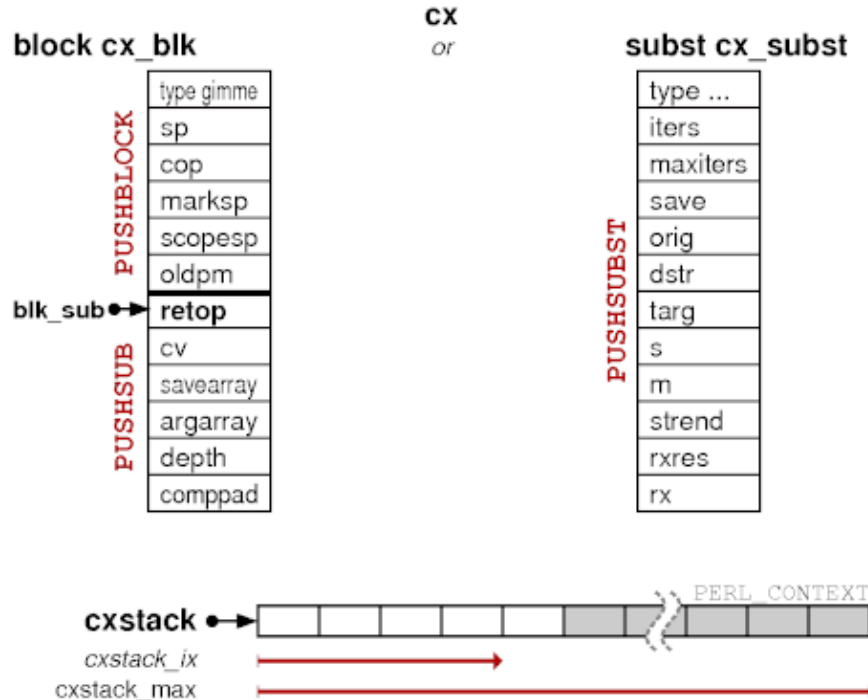 cx
or
block cx_blk
subst cx_subst
PUSHBLOCK
type gimme
sp
cop
marksp
scopesp
oldpm
blk_sub
retop
PUSHSUB
cv
savearray
argarray
depth
comppad
PUSHSUBST
type ...
iters
maxiters
save
orig
dstr
targ
s
m
strend
rxres
rx
PERL_CONTEXT
cxstack
cxstack_ix
cxstack_max